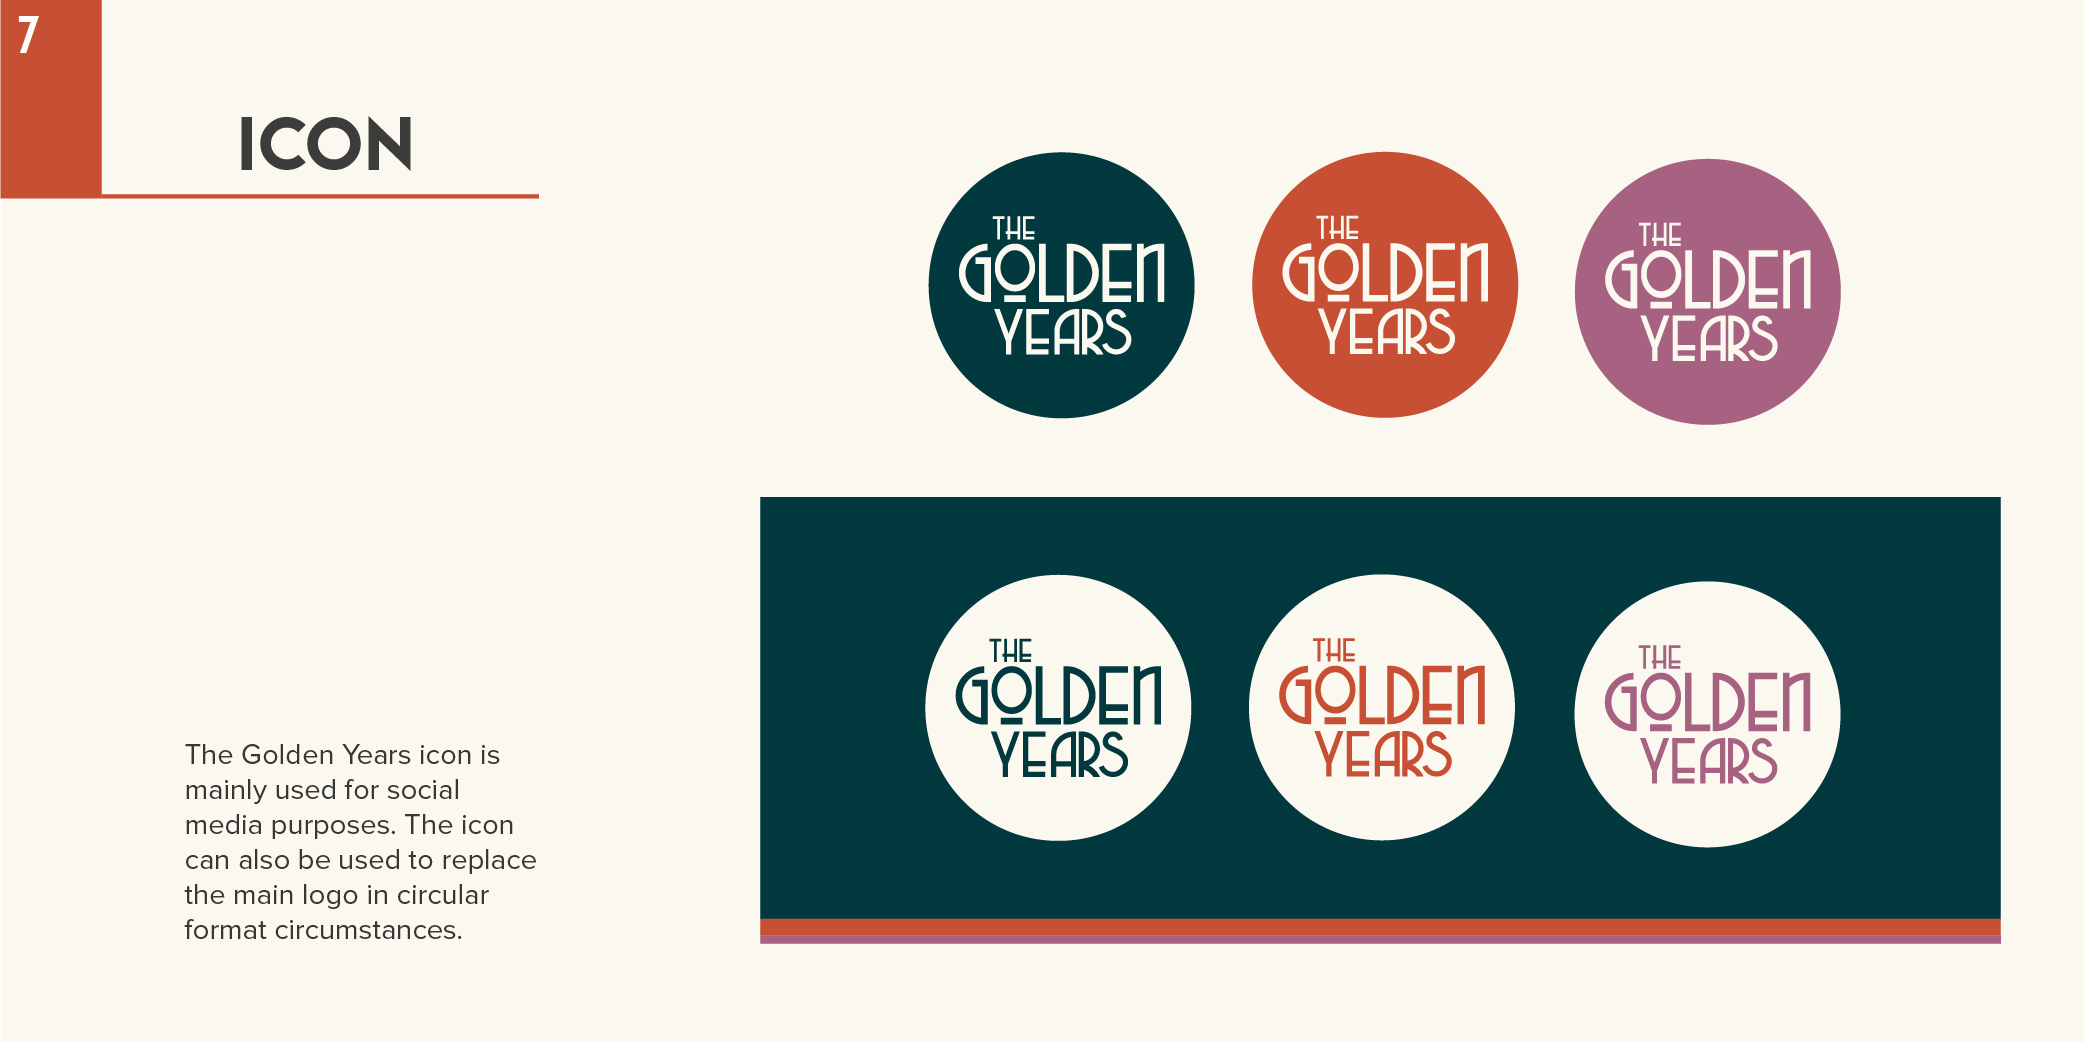 7
ICON
THE
GOLDEN
YEARS
THE
GOLDEN
YEARS
THE
GOLDEN
YEARS
THE
GOLDEN
YEARS
THE
GOLDEN
YEARS
THE
GOLDEN
YEARS
The Golden Years icon is
mainly used for social
media purposes. The icon
can also be used to replace
the main logo in circular
format circumstances.